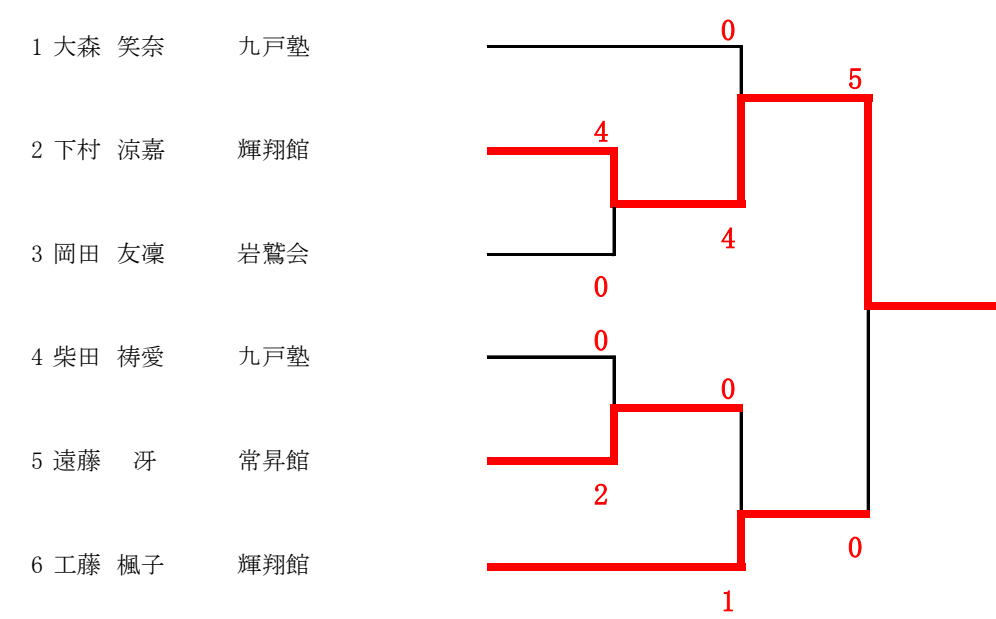 0
1 大森 笑奈 九戸塾
5
4
2 下村 涼嘉 輝翔館
4
3 岡田 友凜 岩鷲会
0
0
4 柴田 祷愛 九戸塾
0
5 遠藤 冴 常昇館
2
0
6 工藤 楓子 輝翔館
1